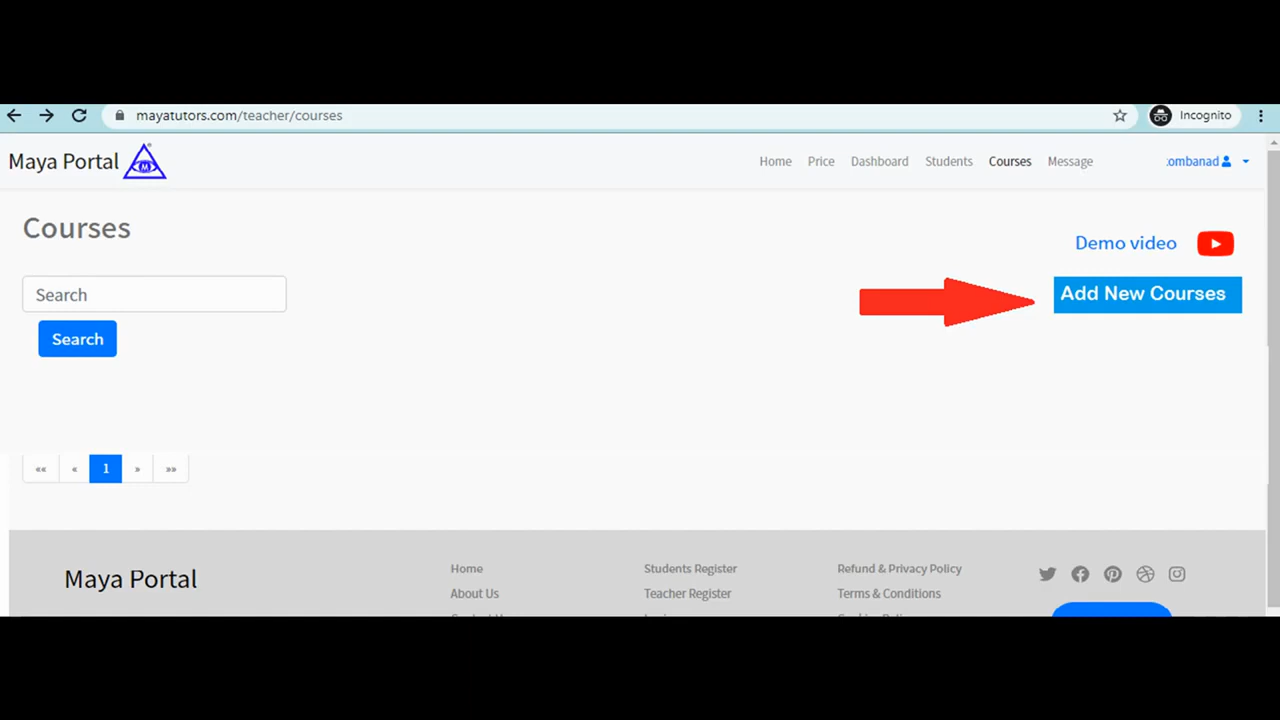 mayatutors.com/teacher/courses
Incognito
Maya Portal M
Home Price Dashboard Students Courses Message
Courses
Demo video
Search
Add New Courses
Search
«« « 1 » »»
Maya Portal
Home
Students Register
Refund & Privacy Policy
About Us
Teacher Register
Terms & Conditions